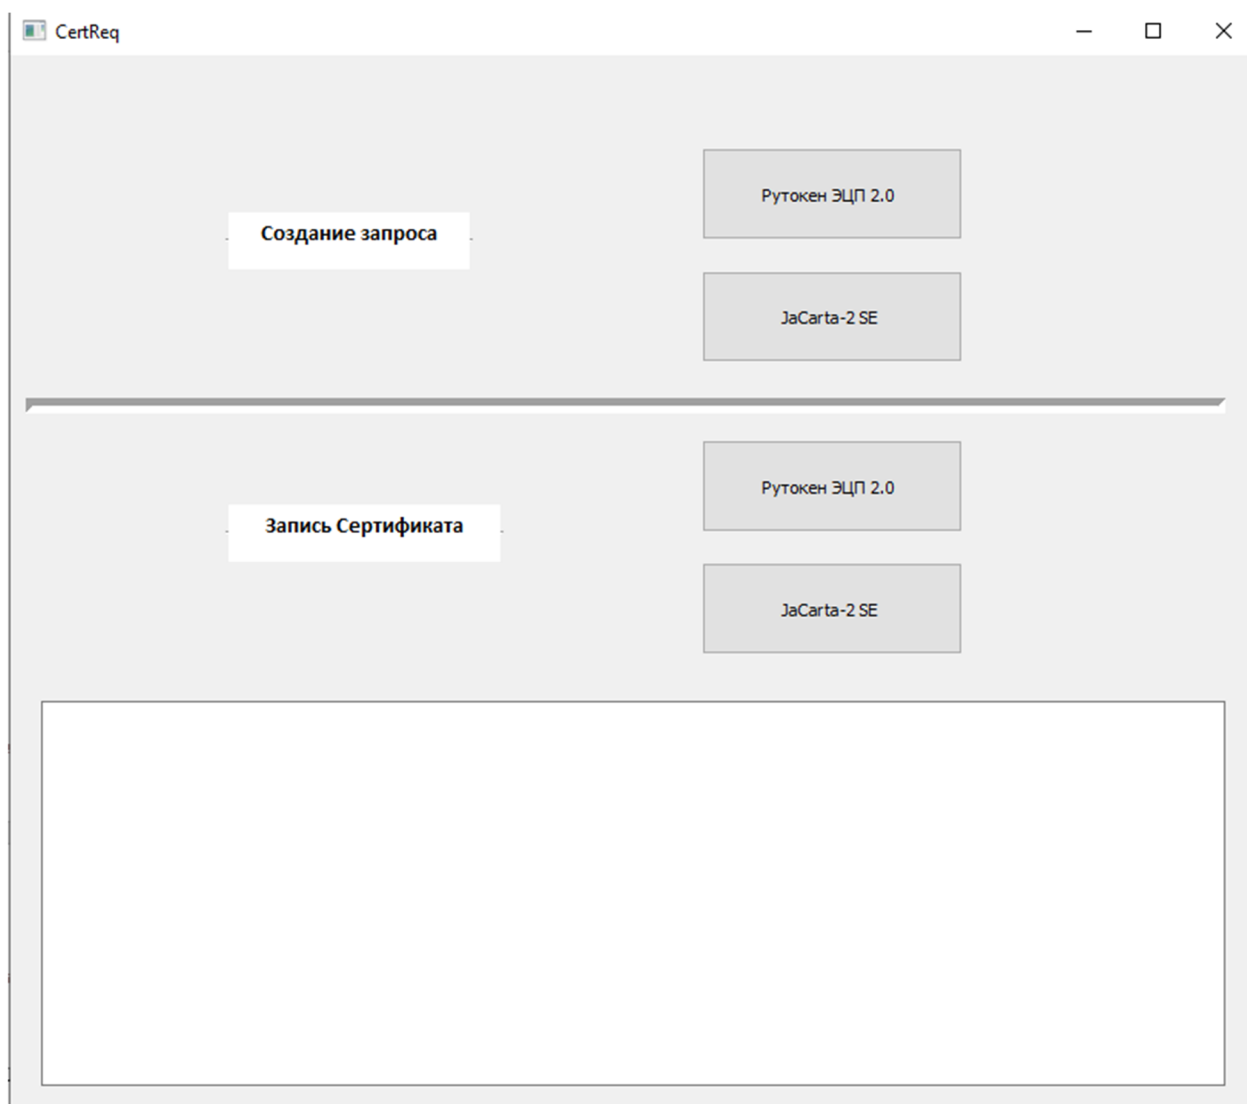 CertReq
Создание запроса
Рутокен ЭЦП 2.0
JaCarta-2 SE
Запись Сертификата
Рутокен ЭЦП 2.0
JaCarta-2 SE